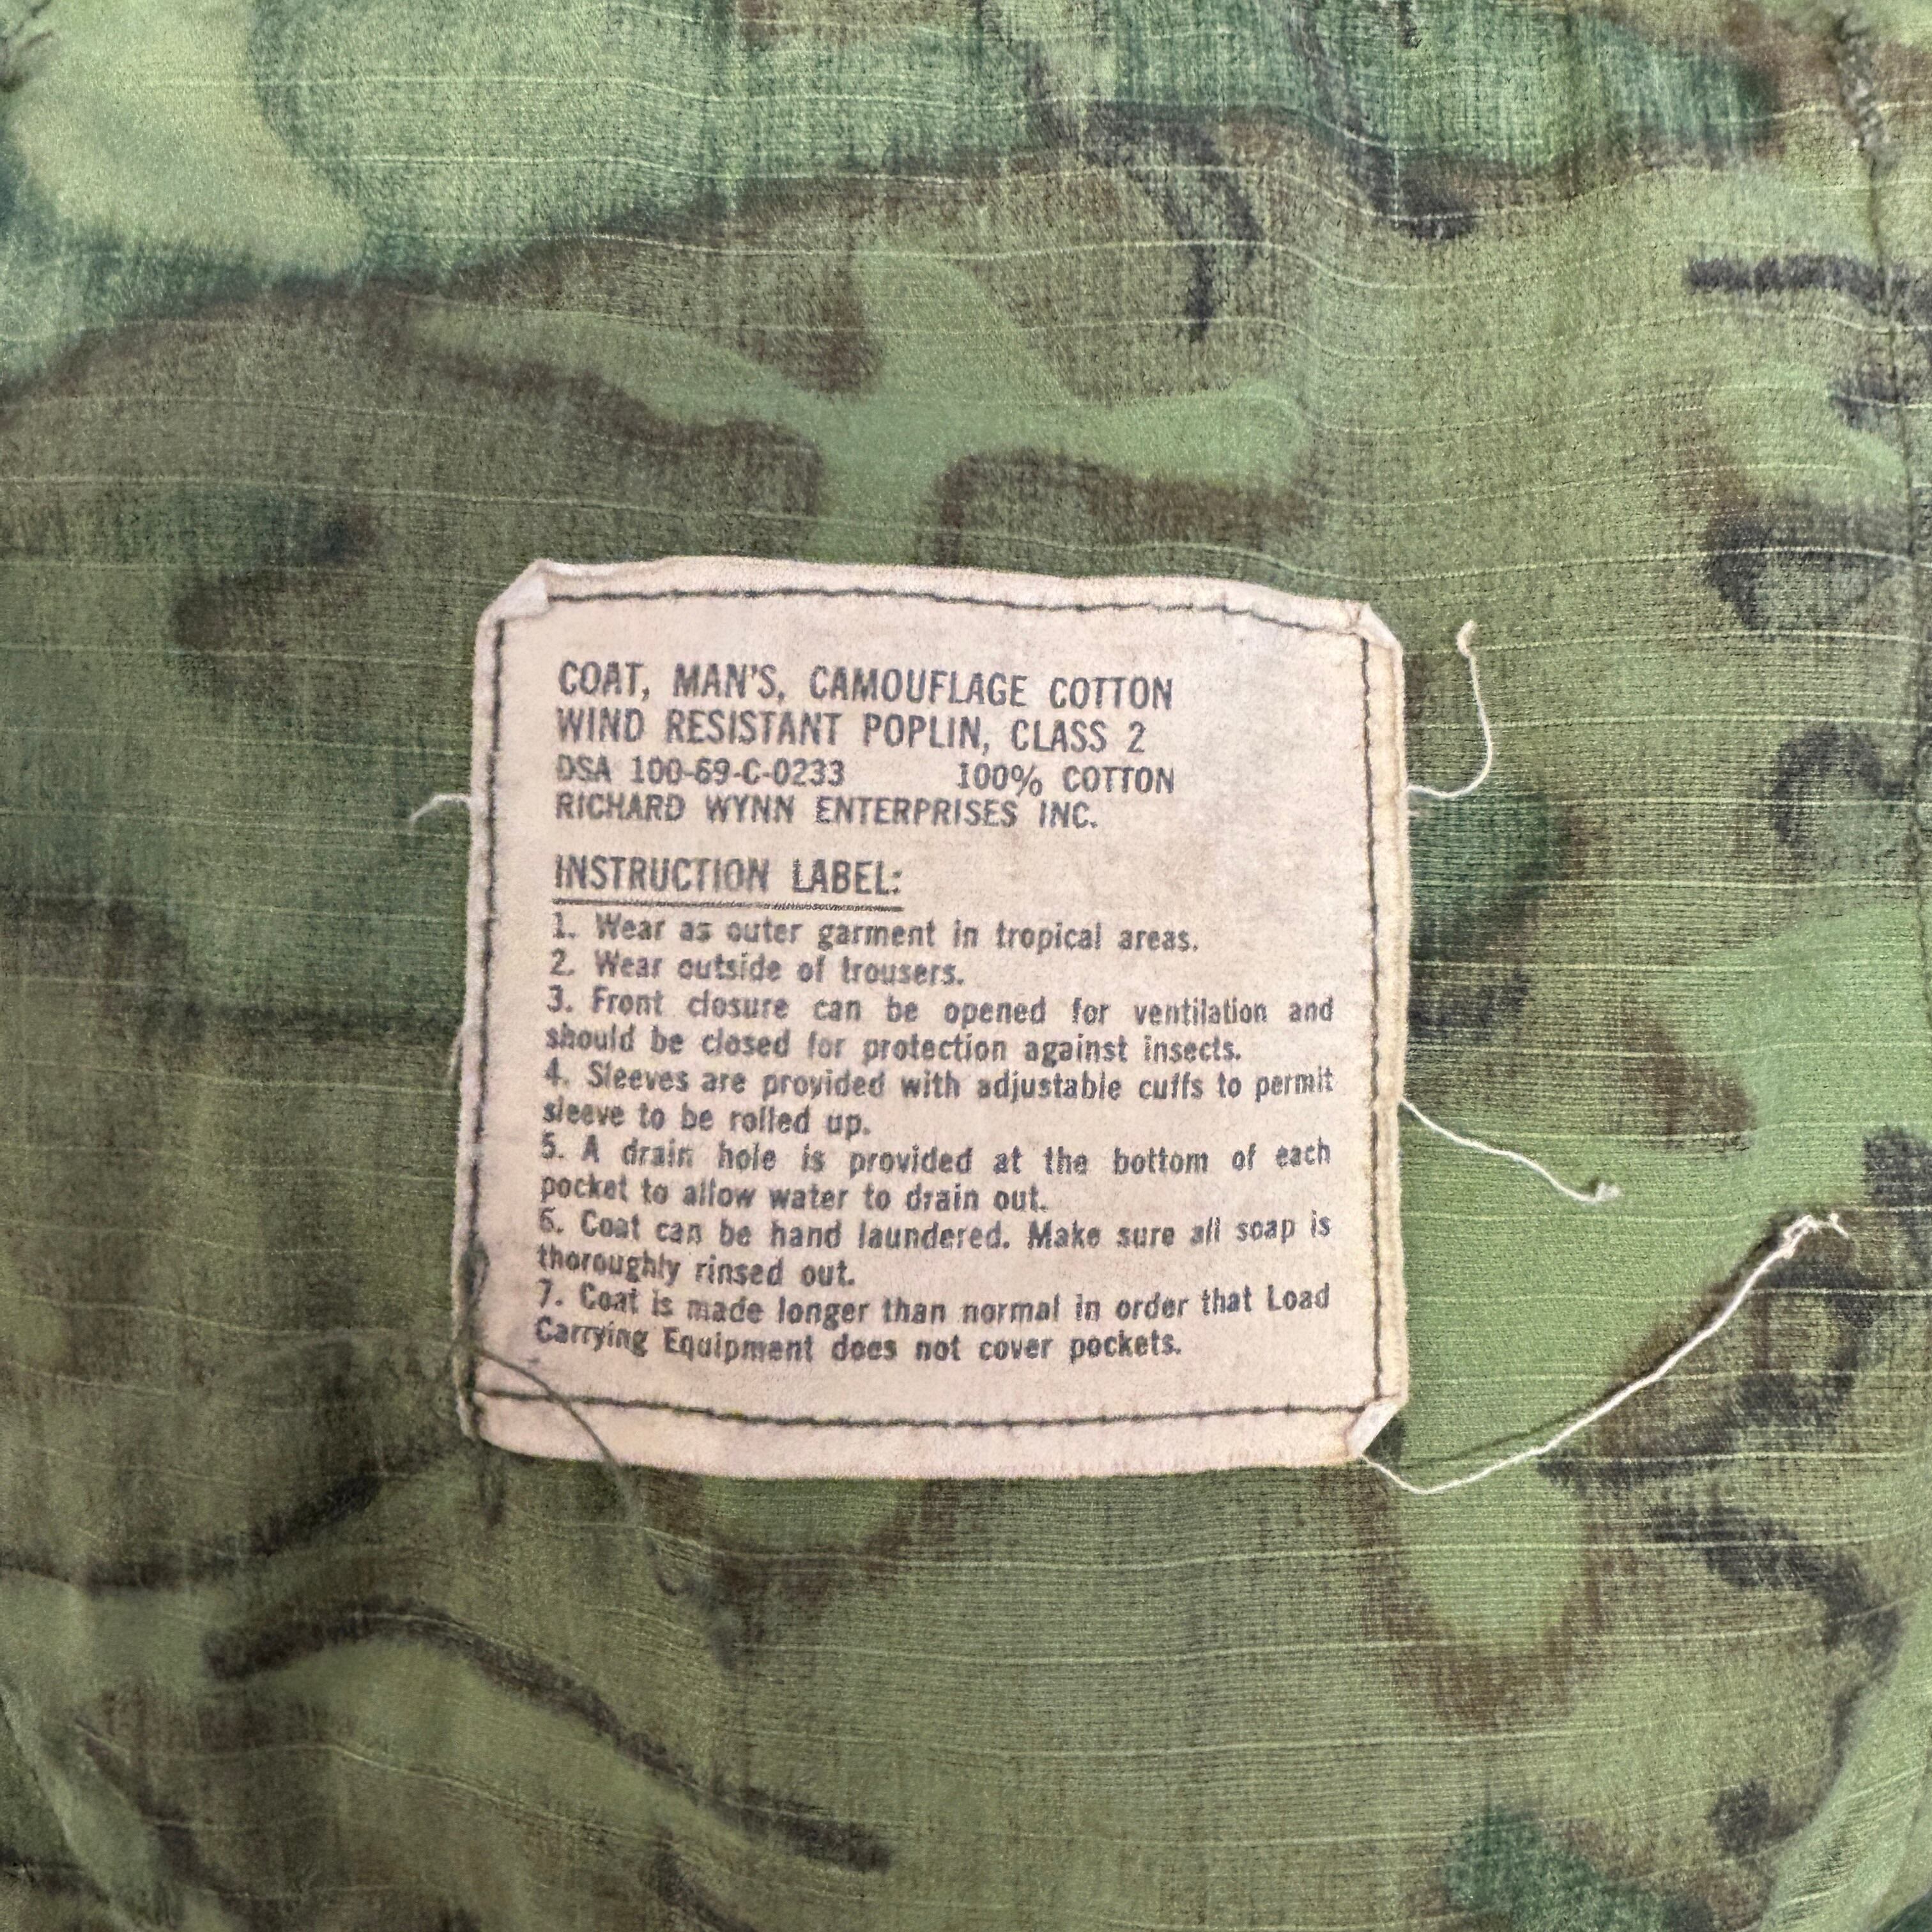 COAT, MAN'S, CAMOUFLAGE COTTON
WIND RESISTANT POPLIN, CLASS 2
DSA 100-69-C-0233 100% COTTON
RICHARD WYNN ENTERPRISES INC.
INSTRUCTION LABEL:
1. Wear as outer garment in tropical areas.
2. Wear outside of trousers.
3. Front closure can be opened for ventilation and
should be closed for protection against insects.
4. Sleeves are provided with adjustable cuffs to permit
sleeve to be rolled up.
5. A drain hole is provided at the bottom of each
pocket to allow water to drain out.
6. Coat can be hand laundered. Make sure all soap is
thoroughly rinsed out.
7. Coat is made longer than normal in order that Load
Carrying Equipment does not cover pockets.